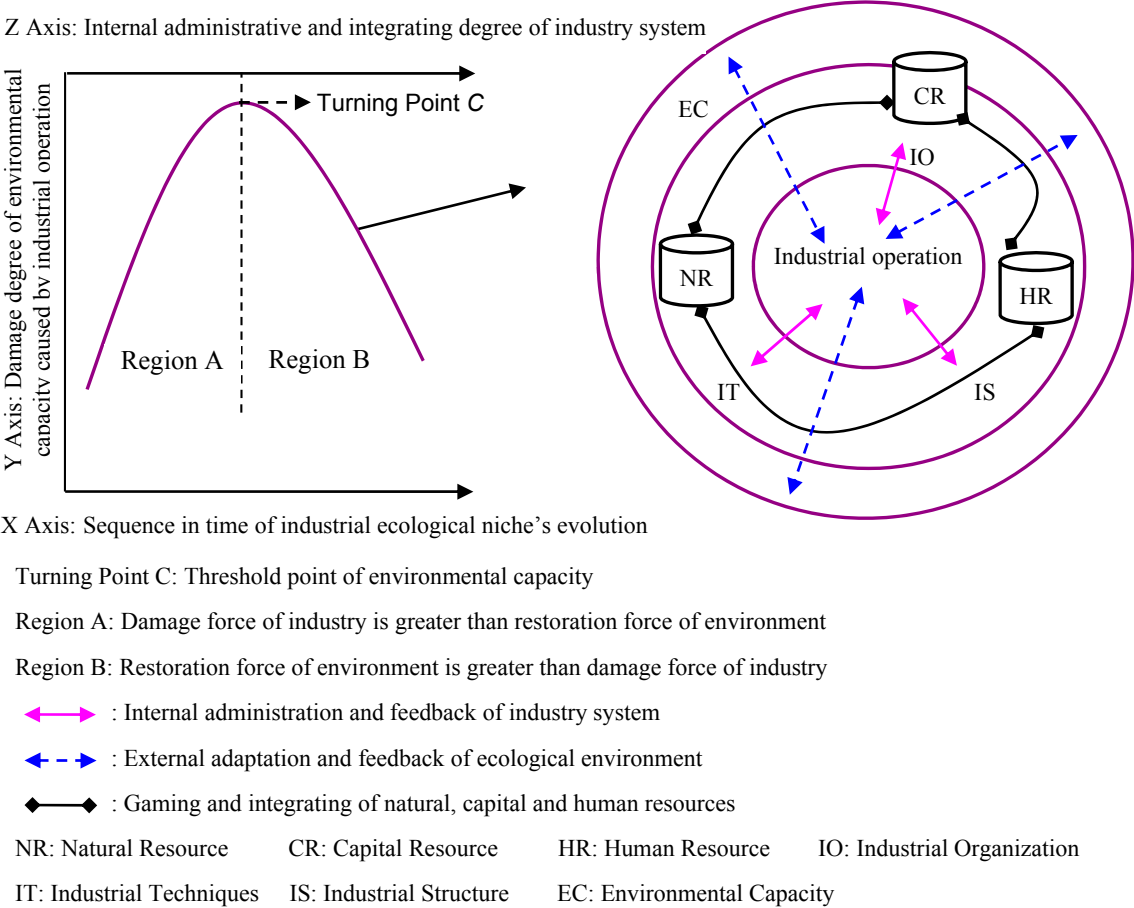 Z Axis: Internal administrative and integrating degree of industry system
Y Axis: Damage degree of environmental
capacity caused by industrial operation
Turning Point C
Region A
Region B
EC
CR
IO
NR
Industrial operation
HR
IT
IS
X Axis: Sequence in time of industrial ecological niche’s evolution
Turning Point C: Threshold point of environmental capacity
Region A: Damage force of industry is greater than restoration force of environment
Region B: Restoration force of environment is greater than damage force of industry
: Internal administration and feedback of industry system
: External adaptation and feedback of ecological environment
: Gaming and integrating of natural, capital and human resources
NR: Natural Resource CR: Capital Resource HR: Human Resource IO: Industrial Organization
IT: Industrial Techniques IS: Industrial Structure EC: Environmental Capacity